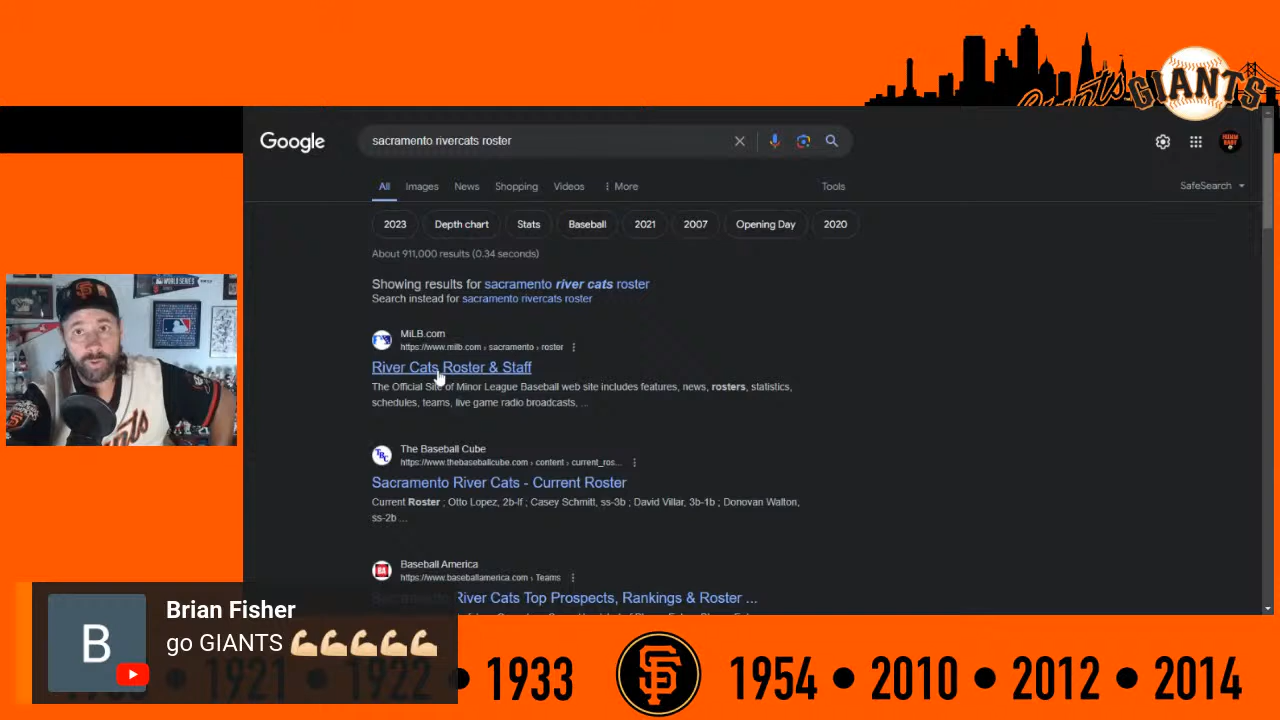 GIANTS
Google
sacramento rivercats roster
All
Images
News
Shopping
Videos
More
Tools
SafeSearch
2023
Depth chart
Stats
Baseball
2021
2007
Opening Day
2020
About 911,000 results (0.34 seconds)
Showing results for sacramento river cats roster
Search instead for sacramento rivercats roster
MiLB.com
https://www.milb.com › sacramento › roster
River Cats Roster & Staff
The Official Site of Minor League Baseball web site includes features, news, rosters, statistics,
schedules, teams, live game radio broadcasts, ...
The Baseball Cube
https://www.thebaseballcube.com › content › current_ros...
Sacramento River Cats - Current Roster
Current Roster ; Otto Lopez, 2b-lf ; Casey Schmitt, ss-3b ; David Villar, 3b-1b ; Donovan Walton,
ss-2b ...
Baseball America
https://www.baseballamerica.com › Teams
Sacramento River Cats Top Prospects, Rankings & Roster ...
B
Brian Fisher
go GIANTS 💪🏼💪🏼💪🏼💪🏼💪🏼
1921 • 1922 • 1933
SF
1954 • 2010 • 2012 • 2014